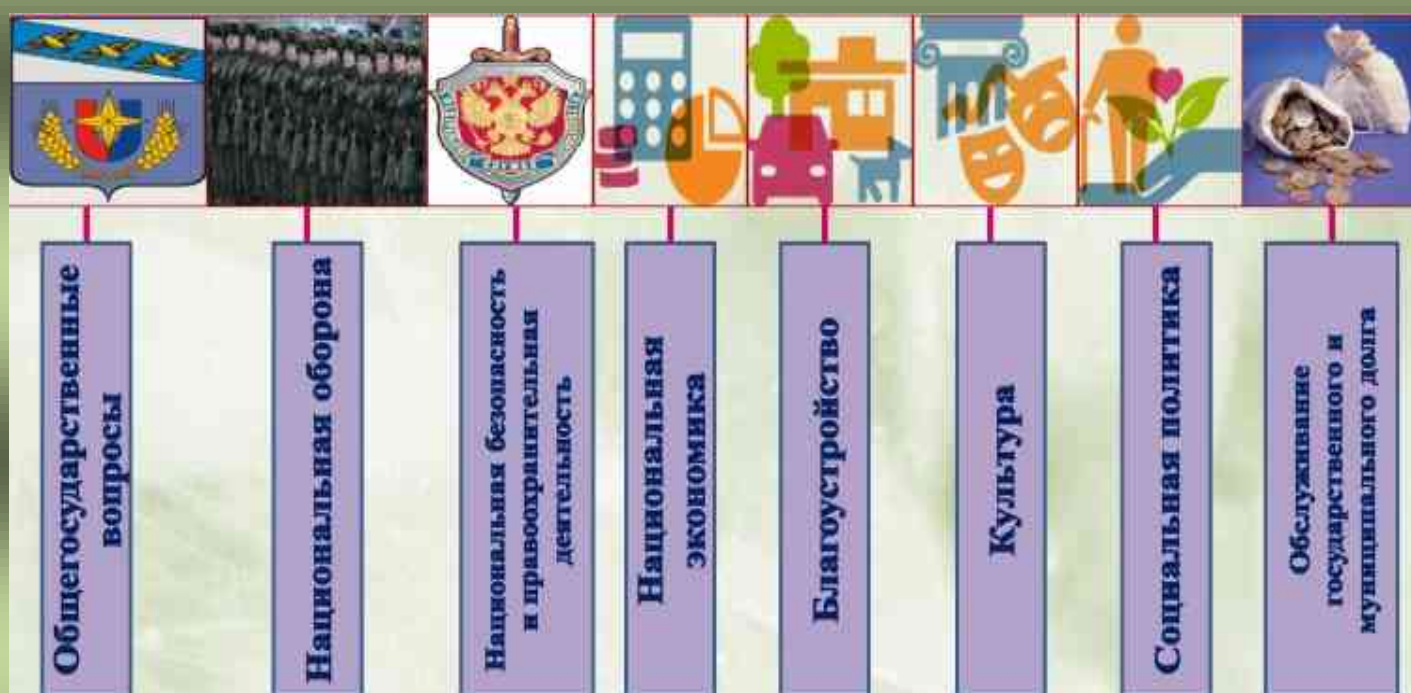 Общегосударственные
вопросы
Национальная оборона
Национальная безопасность
и правоохранительная
деятельность
Национальная
экономика
Благоустройство
Культура
Социальная политика
Обслуживание
государственного и
муниципального долга